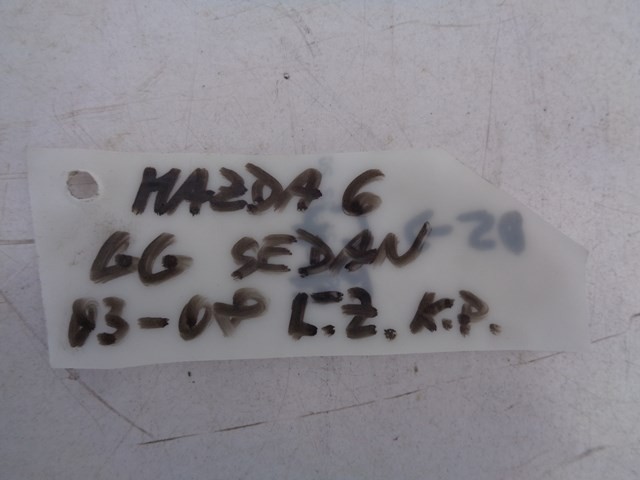 MAZDA 6
GG SEDAN
03-08 L.Z. K.P.